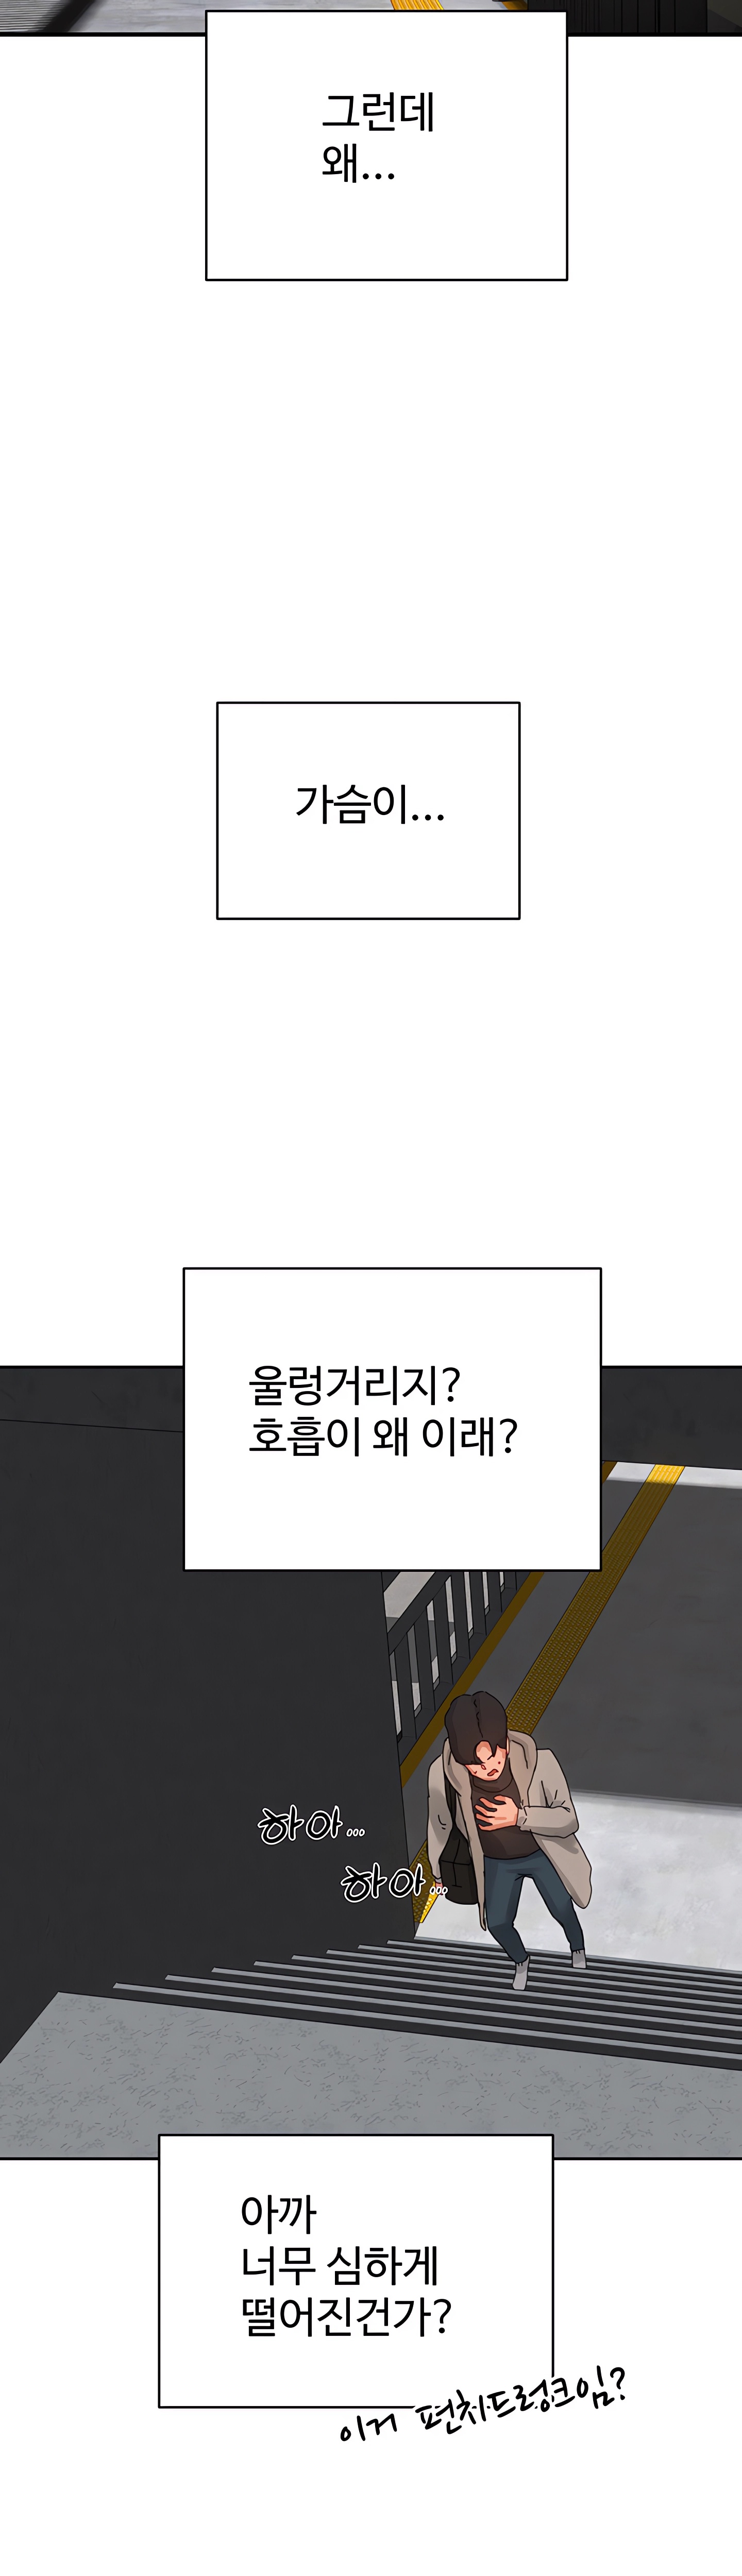 그런데
왜...
가슴이...
울렁거리지?
호흡이 왜 이래?
하아...
하아...
아까
너무 심하게
떨어진건가?
이거 펀치드렁크임?